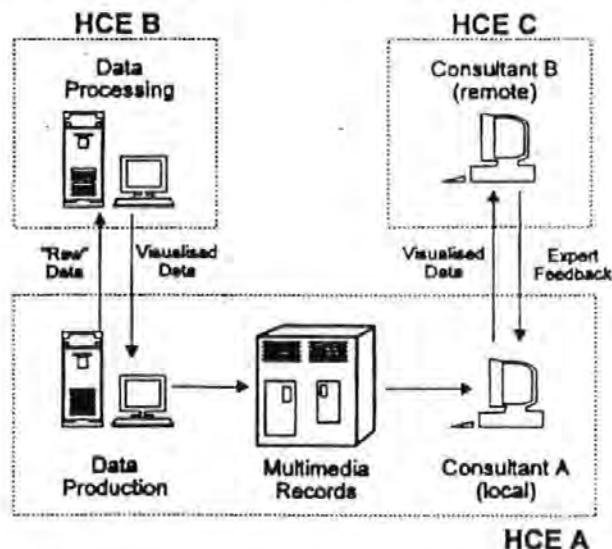 HCE B
HCE C
Data
Processing
Consultant B
(remote)
"Raw"
Data
Visualised
Data
Visualised
Data
Expert
Feedback
Data
Production
Multimedia
Records
Consultant A
(local)
HCE A